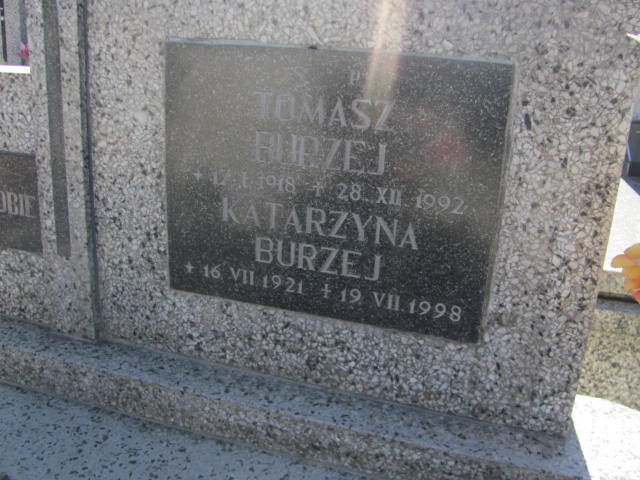 Ś P
TOMASZ
BURZEJ
* 17.I.1918 + 28.XII.1992
KATARZYNA
BURZEJ
* 16 VII 1921 + 19 VII.1998